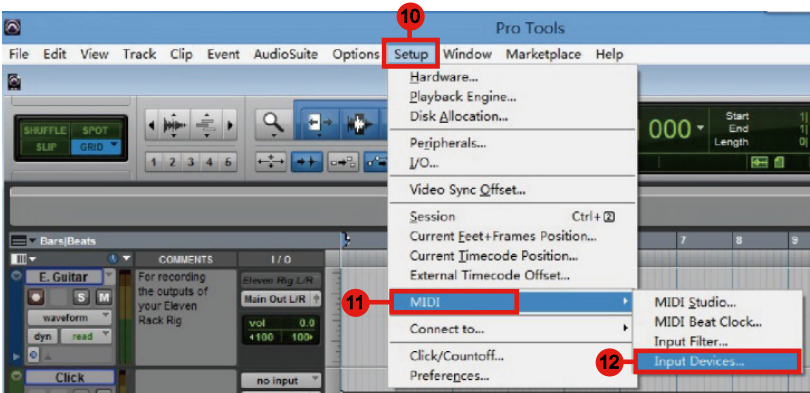 10
Pro Tools
File Edit View Track Clip Event AudioSuite Options Setup Window Marketplace Help
SHUFFLE SPOT
SLIP GRID
1 2 3 4 5
000
Start 1
End 1
Length 0
Hardware...
Playback Engine...
Disk Allocation...
Peripherals...
I/O...
Video Sync Offset...
Session Ctrl+2
Current Feet+Frames Position...
Current Timecode Position...
External Timecode Offset...
11 MIDI
Connect to...
Click/Countoff...
Preferences...
MIDI Studio...
MIDI Beat Clock...
Input Filter...
12 Input Devices...
Bars|Beats
7 8 9
COMMENTS I / O
E. Guitar
S M
waveform
dyn read
For recording
the outputs of
your Eleven
Rack Rig
Eleven Rig L/R
Main Out L/R
vol 0.0
100 100
Click
no input